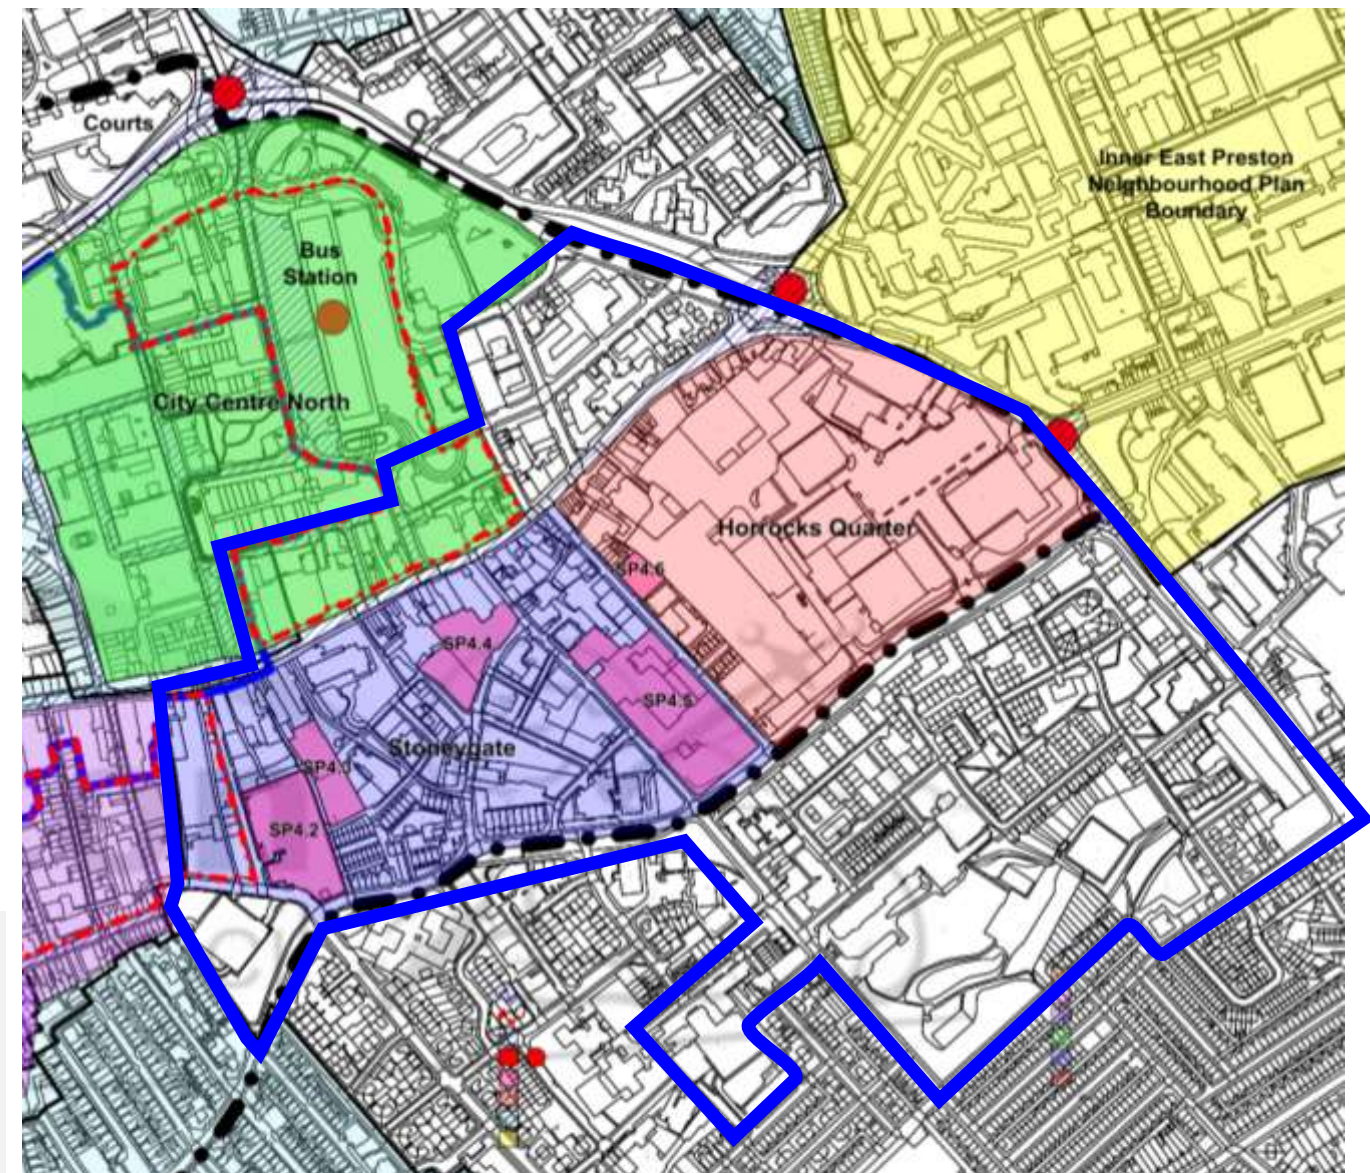 Courts
Inner East Preston
Neighbourhood Plan
Boundary
Bus
Station
City Centre North
Horrocks Quarter
SP4.6
SP4.4
SP4.5
Stoneygate
SP4.3
SP4.2